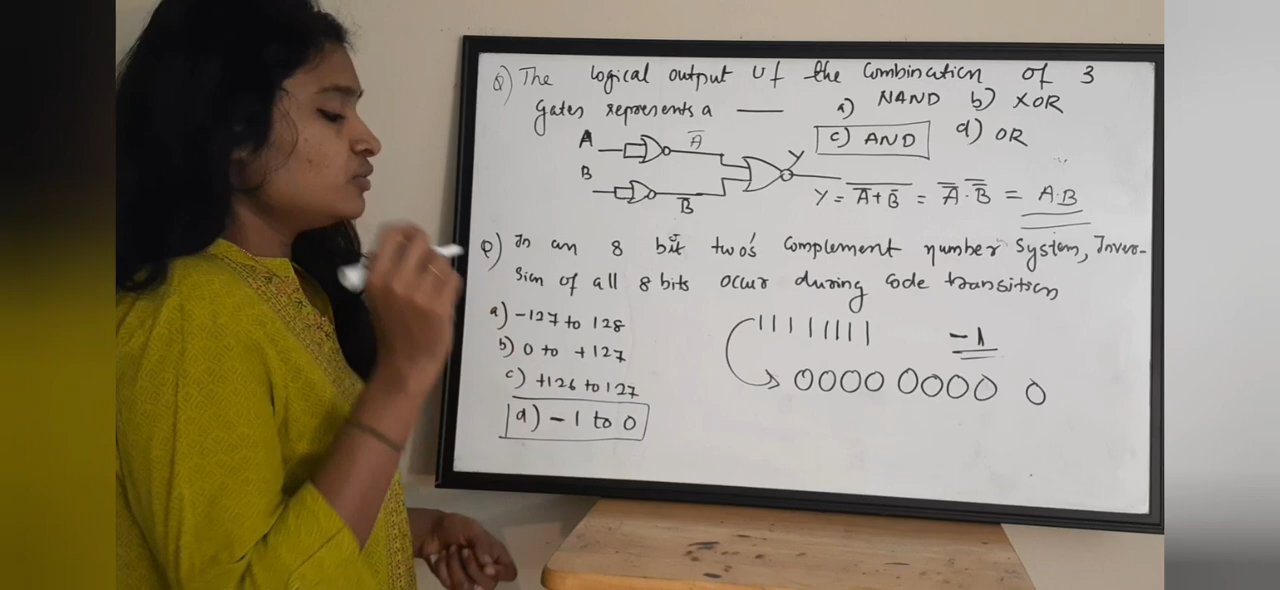 Q) The logical output of the Combination of 3
gates represents a ___ a) NAND b) XOR
c) AND d) OR
A A̅ Y
B B̅
Y = \overline{A̅ + B̅} = A̿ . B̿ = A.B
Q) In an 8 bit two's complement number System, Inver-
sion of all 8 bits occur during code transition
a) -127 to 128
b) 0 to +127
c) +126 to 127
d) -1 to 0
11111111 -1
0000 0000 0